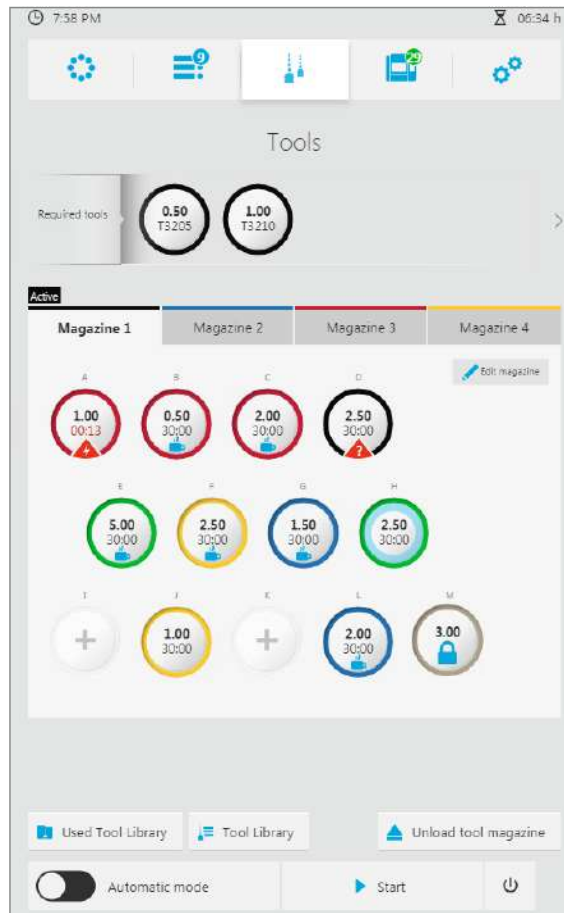 7:58 PM
06:34 h
9
29
Tools
Required tools
0.50
T3205
1.00
T3210
Active
Magazine 1
Magazine 2
Magazine 3
Magazine 4
Edit magazine
A
B
C
D
1.00
00:13
0.50
30:00
2.00
30:00
2.50
30:00
?
E
F
G
H
5.00
30:00
2.50
30:00
1.50
30:00
2.50
30:00
I
J
K
L
M
+
1.00
30:00
+
2.00
30:00
3.00
Used Tool Library
Tool Library
Unload tool magazine
Automatic mode
Start